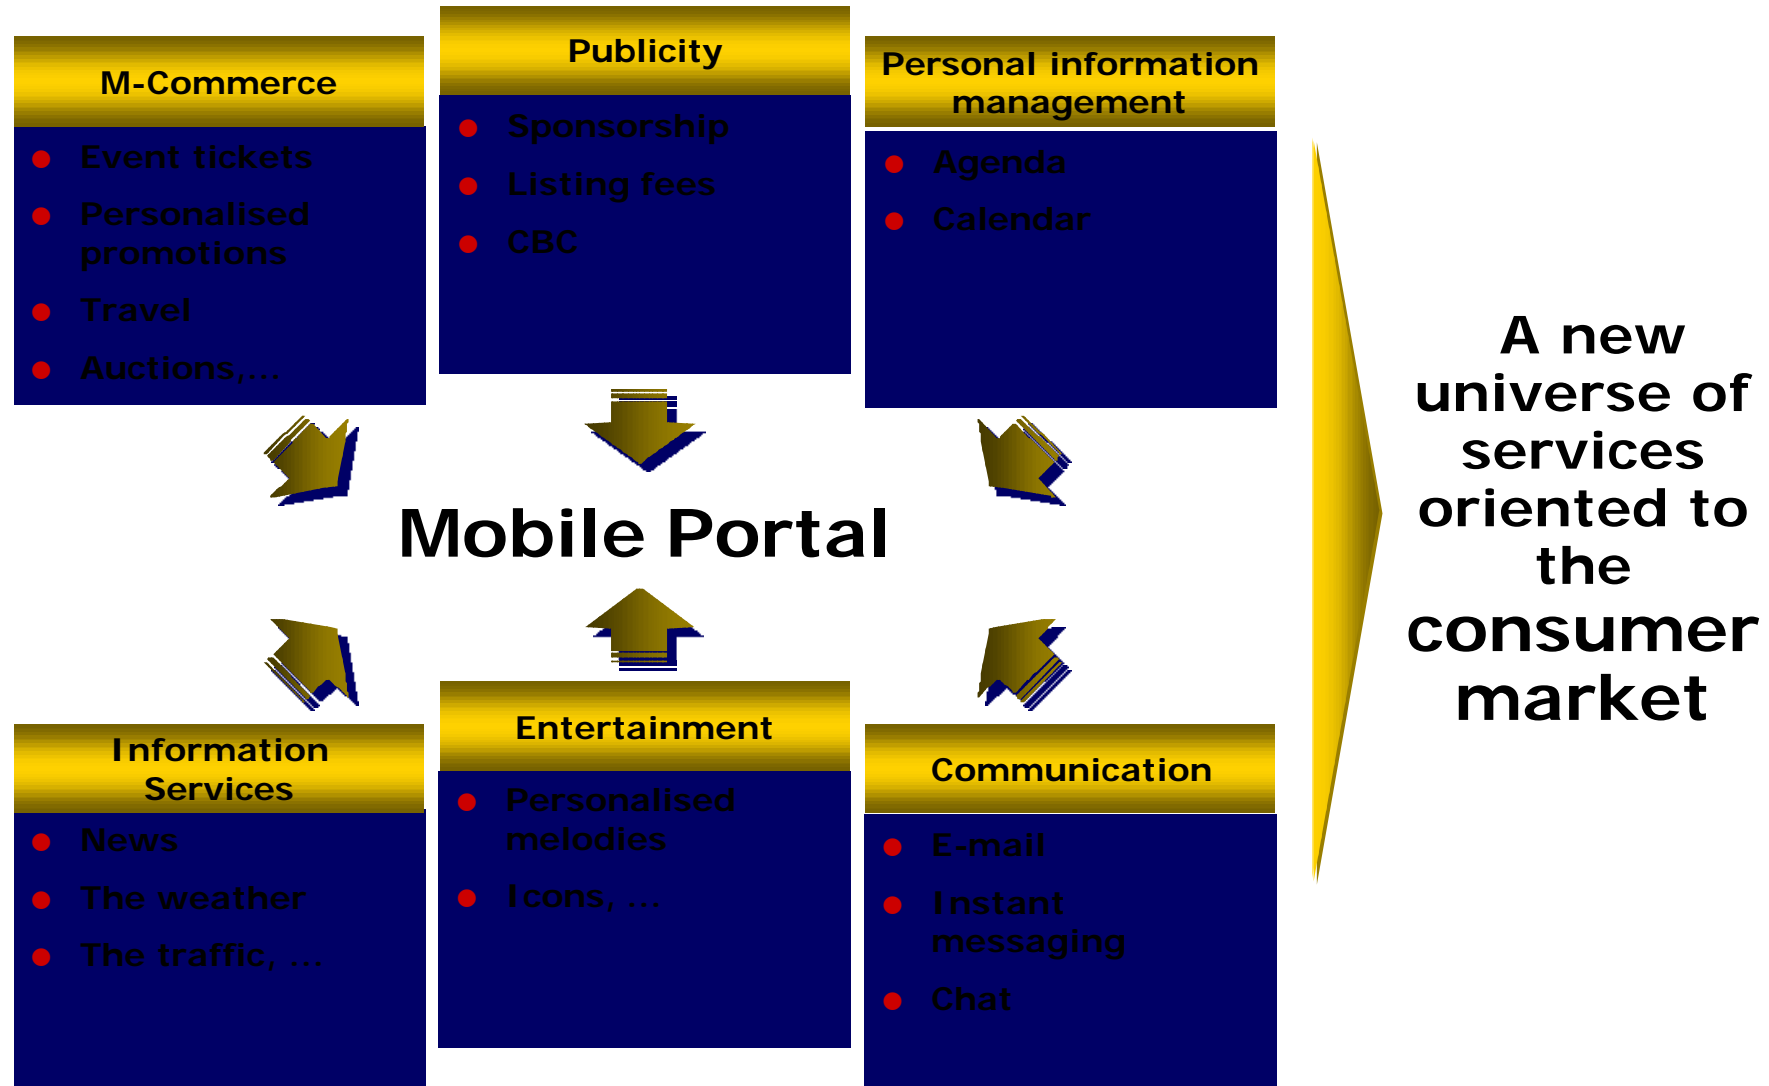 M-Commerce
Event tickets
Personalised
promotions
Travel
Auctions,...
Publicity
Sponsorship
Listing fees
CBC
Personal information
management
Agenda
Calendar
Mobile Portal
Information
Services
News
The weather
The traffic, ...
Entertainment
Personalised
melodies
Icons, ...
Communication
E-mail
Instant
messaging
Chat
A new
universe of
services
oriented to
the
consumer
market